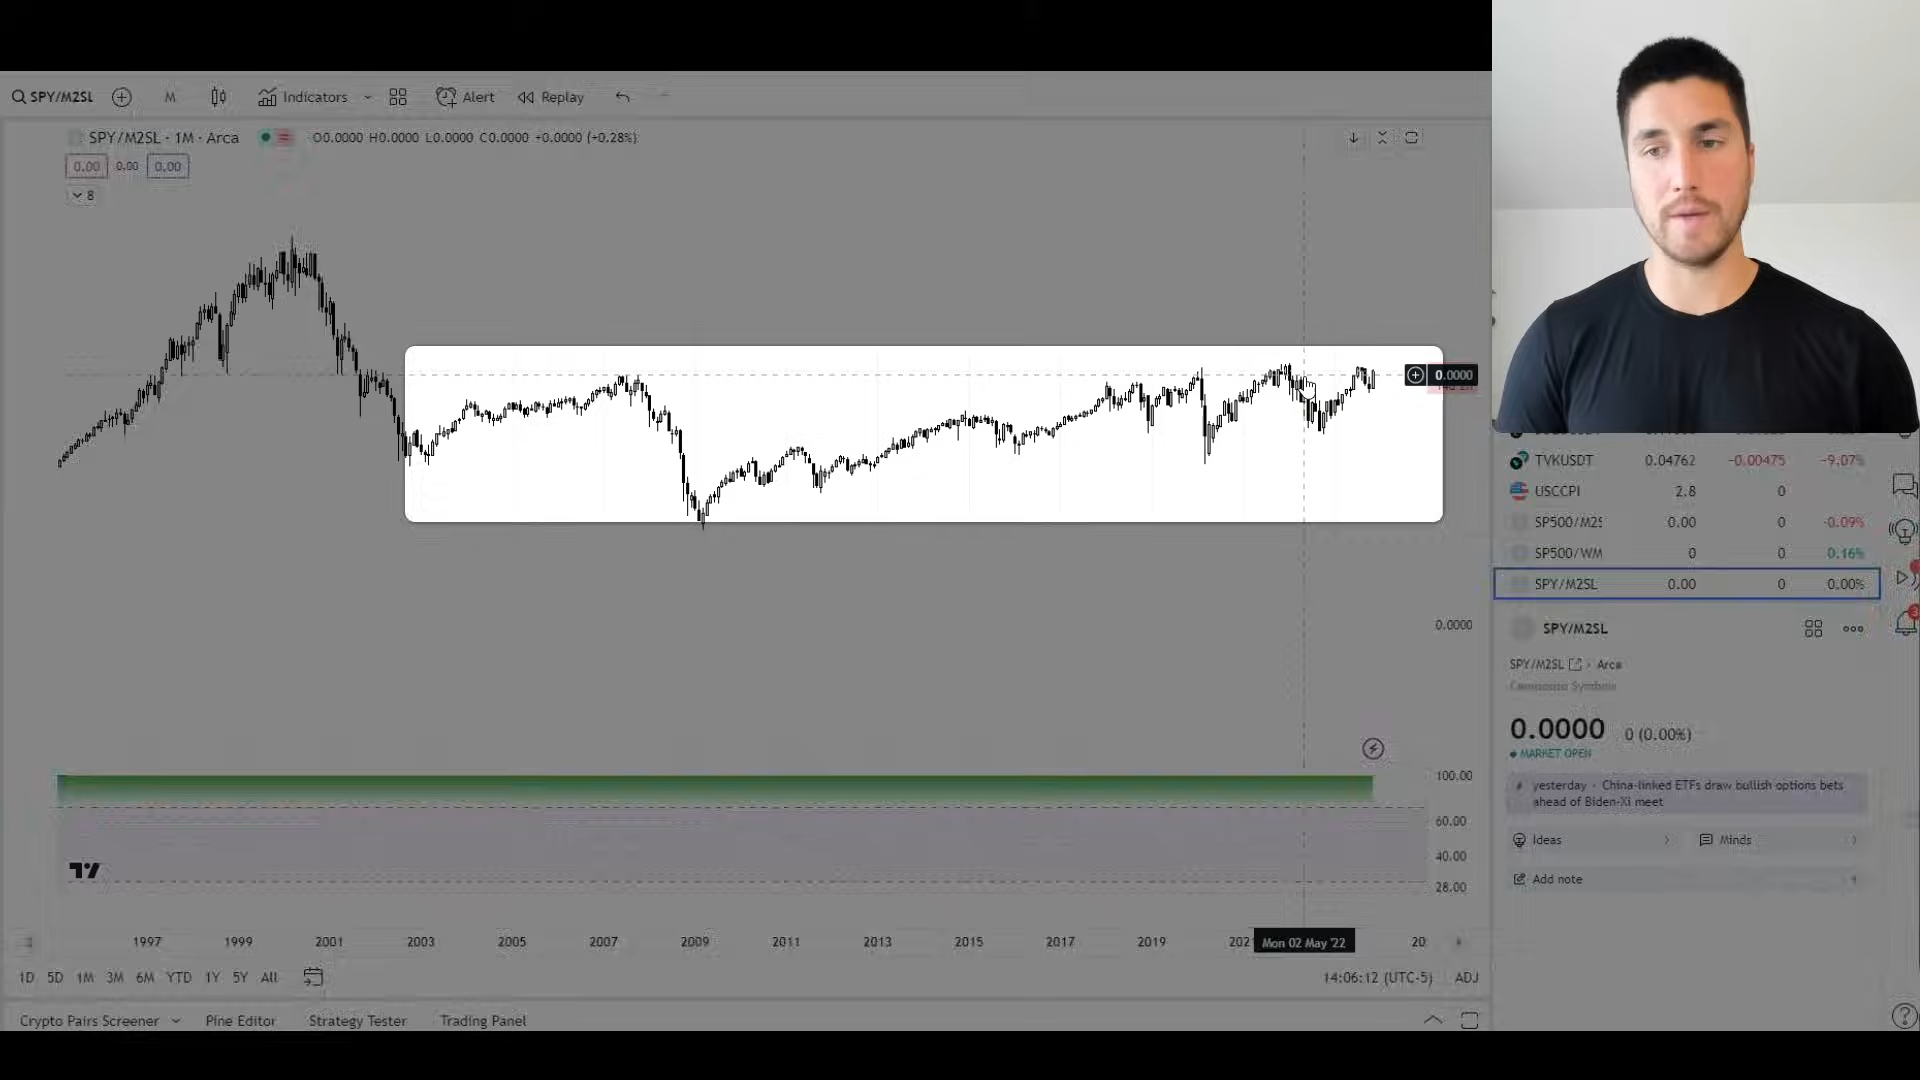 SPY/M2SL M Indicators Alert Replay
SPY/M2SL · 1M · Arca O0.0000 H0.0000 L0.0000 C0.0000 +0.0000 (+0.28%)
0.00 0.00 0.00
8
0.0000
0.0000
100.00
60.00
40.00
28.00
1997 1999 2001 2003 2005 2007 2009 2011 2013 2015 2017 2019 202 Mon 02 May '22 20
1D 5D 1M 3M 6M YTD 1Y 5Y All 14:06:12 (UTC-5) ADJ
Crypto Pairs Screener Pine Editor Strategy Tester Trading Panel
TVKUSDT 0.04762 -0.00475 -9.07%
USCCPI 2.8 0
SP500/M2S 0.00 0 -0.09%
SP500/WM 0 0 0.16%
SPY/M2SL 0.00 0 0.00%
SPY/M2SL
SPY/M2SL · Arca
0.0000 0 (0.00%)
MARKET OPEN
yesterday · China-linked ETFs draw bullish options bets
ahead of Biden-Xi meet
Ideas Minds
Add note
3